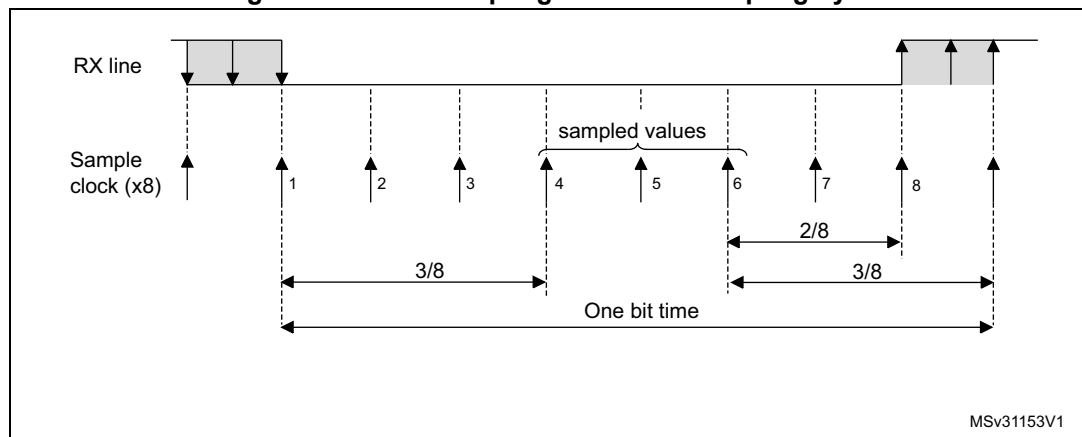 RX line
sampled values
Sample
clock (x8)
1 2 3 4 5 6 7 8
2/8
3/8 3/8
One bit time
MSv31153V1